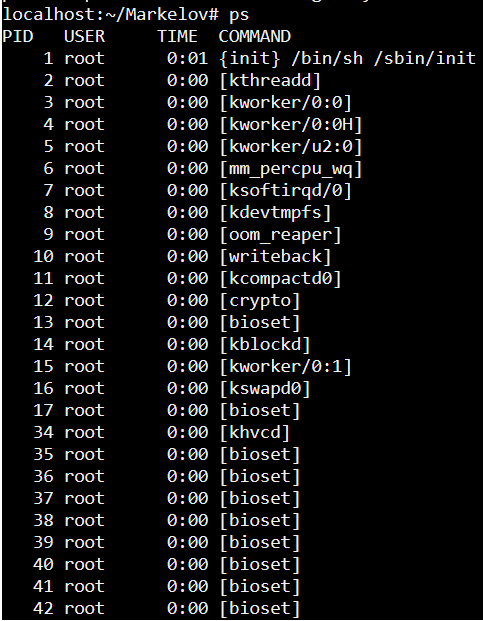 localhost:~/Markelov# ps
PID   USER     TIME  COMMAND
    1 root      0:01 {init} /bin/sh /sbin/init
    2 root      0:00 [kthreadd]
    3 root      0:00 [kworker/0:0]
    4 root      0:00 [kworker/0:0H]
    5 root      0:00 [kworker/u2:0]
    6 root      0:00 [mm_percpu_wq]
    7 root      0:00 [ksoftirqd/0]
    8 root      0:00 [kdevtmpfs]
    9 root      0:00 [oom_reaper]
   10 root      0:00 [writeback]
   11 root      0:00 [kcompactd0]
   12 root      0:00 [crypto]
   13 root      0:00 [bioset]
   14 root      0:00 [kblockd]
   15 root      0:00 [kworker/0:1]
   16 root      0:00 [kswapd0]
   17 root      0:00 [bioset]
   34 root      0:00 [khvcd]
   35 root      0:00 [bioset]
   36 root      0:00 [bioset]
   37 root      0:00 [bioset]
   38 root      0:00 [bioset]
   39 root      0:00 [bioset]
   40 root      0:00 [bioset]
   41 root      0:00 [bioset]
   42 root      0:00 [bioset]